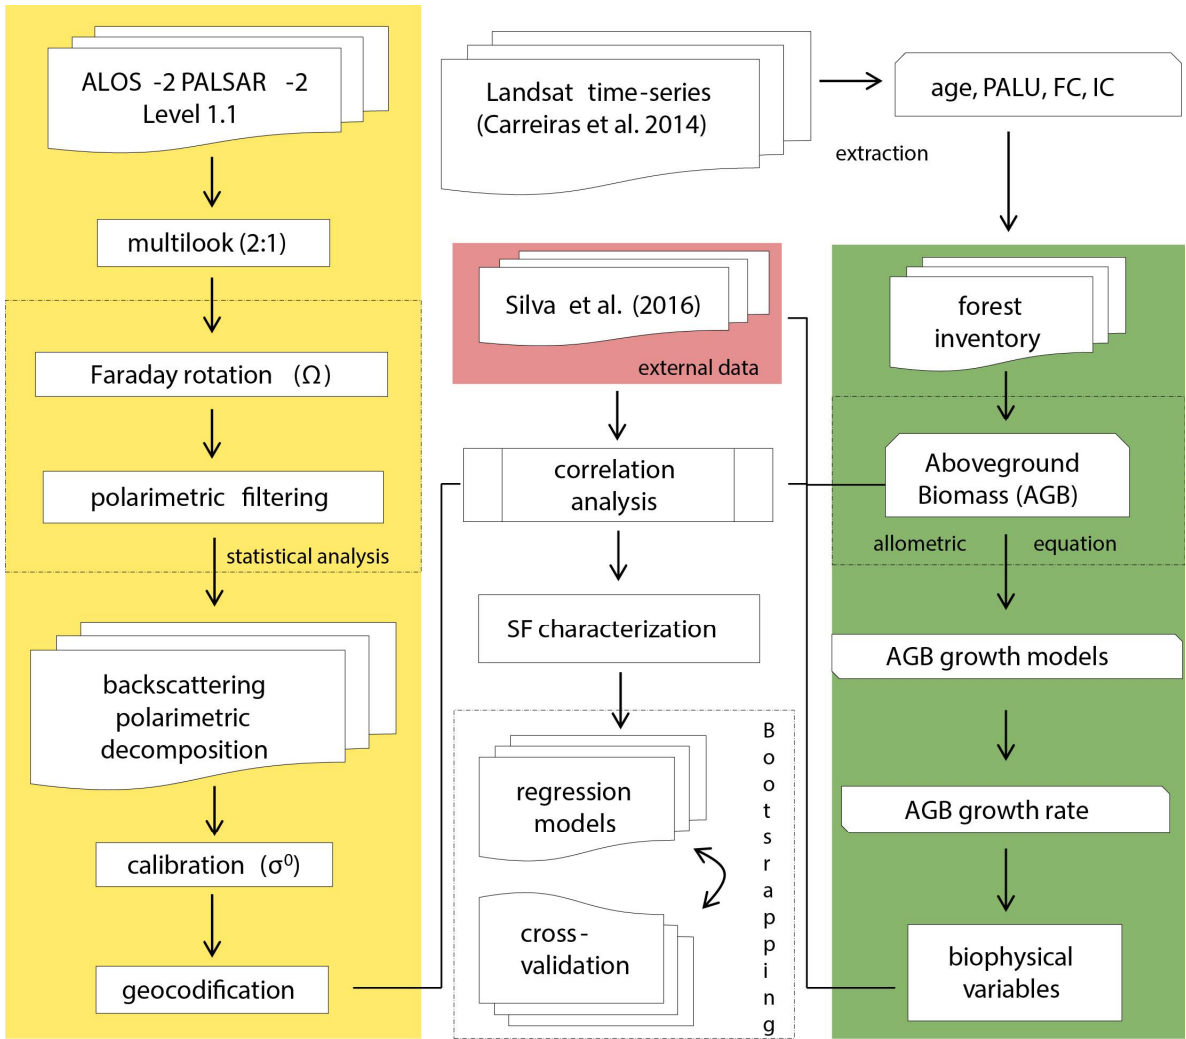 ALOS -2 PALSAR -2
Level 1.1
multilook (2:1)
Faraday rotation (Ω)
polarimetric filtering
statistical analysis
backscattering
polarimetric
decomposition
calibration (σ⁰)
geocodification
Landsat time-series
(Carreiras et al. 2014)
extraction
age, PALU, FC, IC
Silva et al. (2016)
external data
correlation
analysis
SF characterization
regression
models
cross-
validation
Bootsrapping
forest
inventory
Aboveground
Biomass (AGB)
allometric equation
AGB growth models
AGB growth rate
biophysical
variables